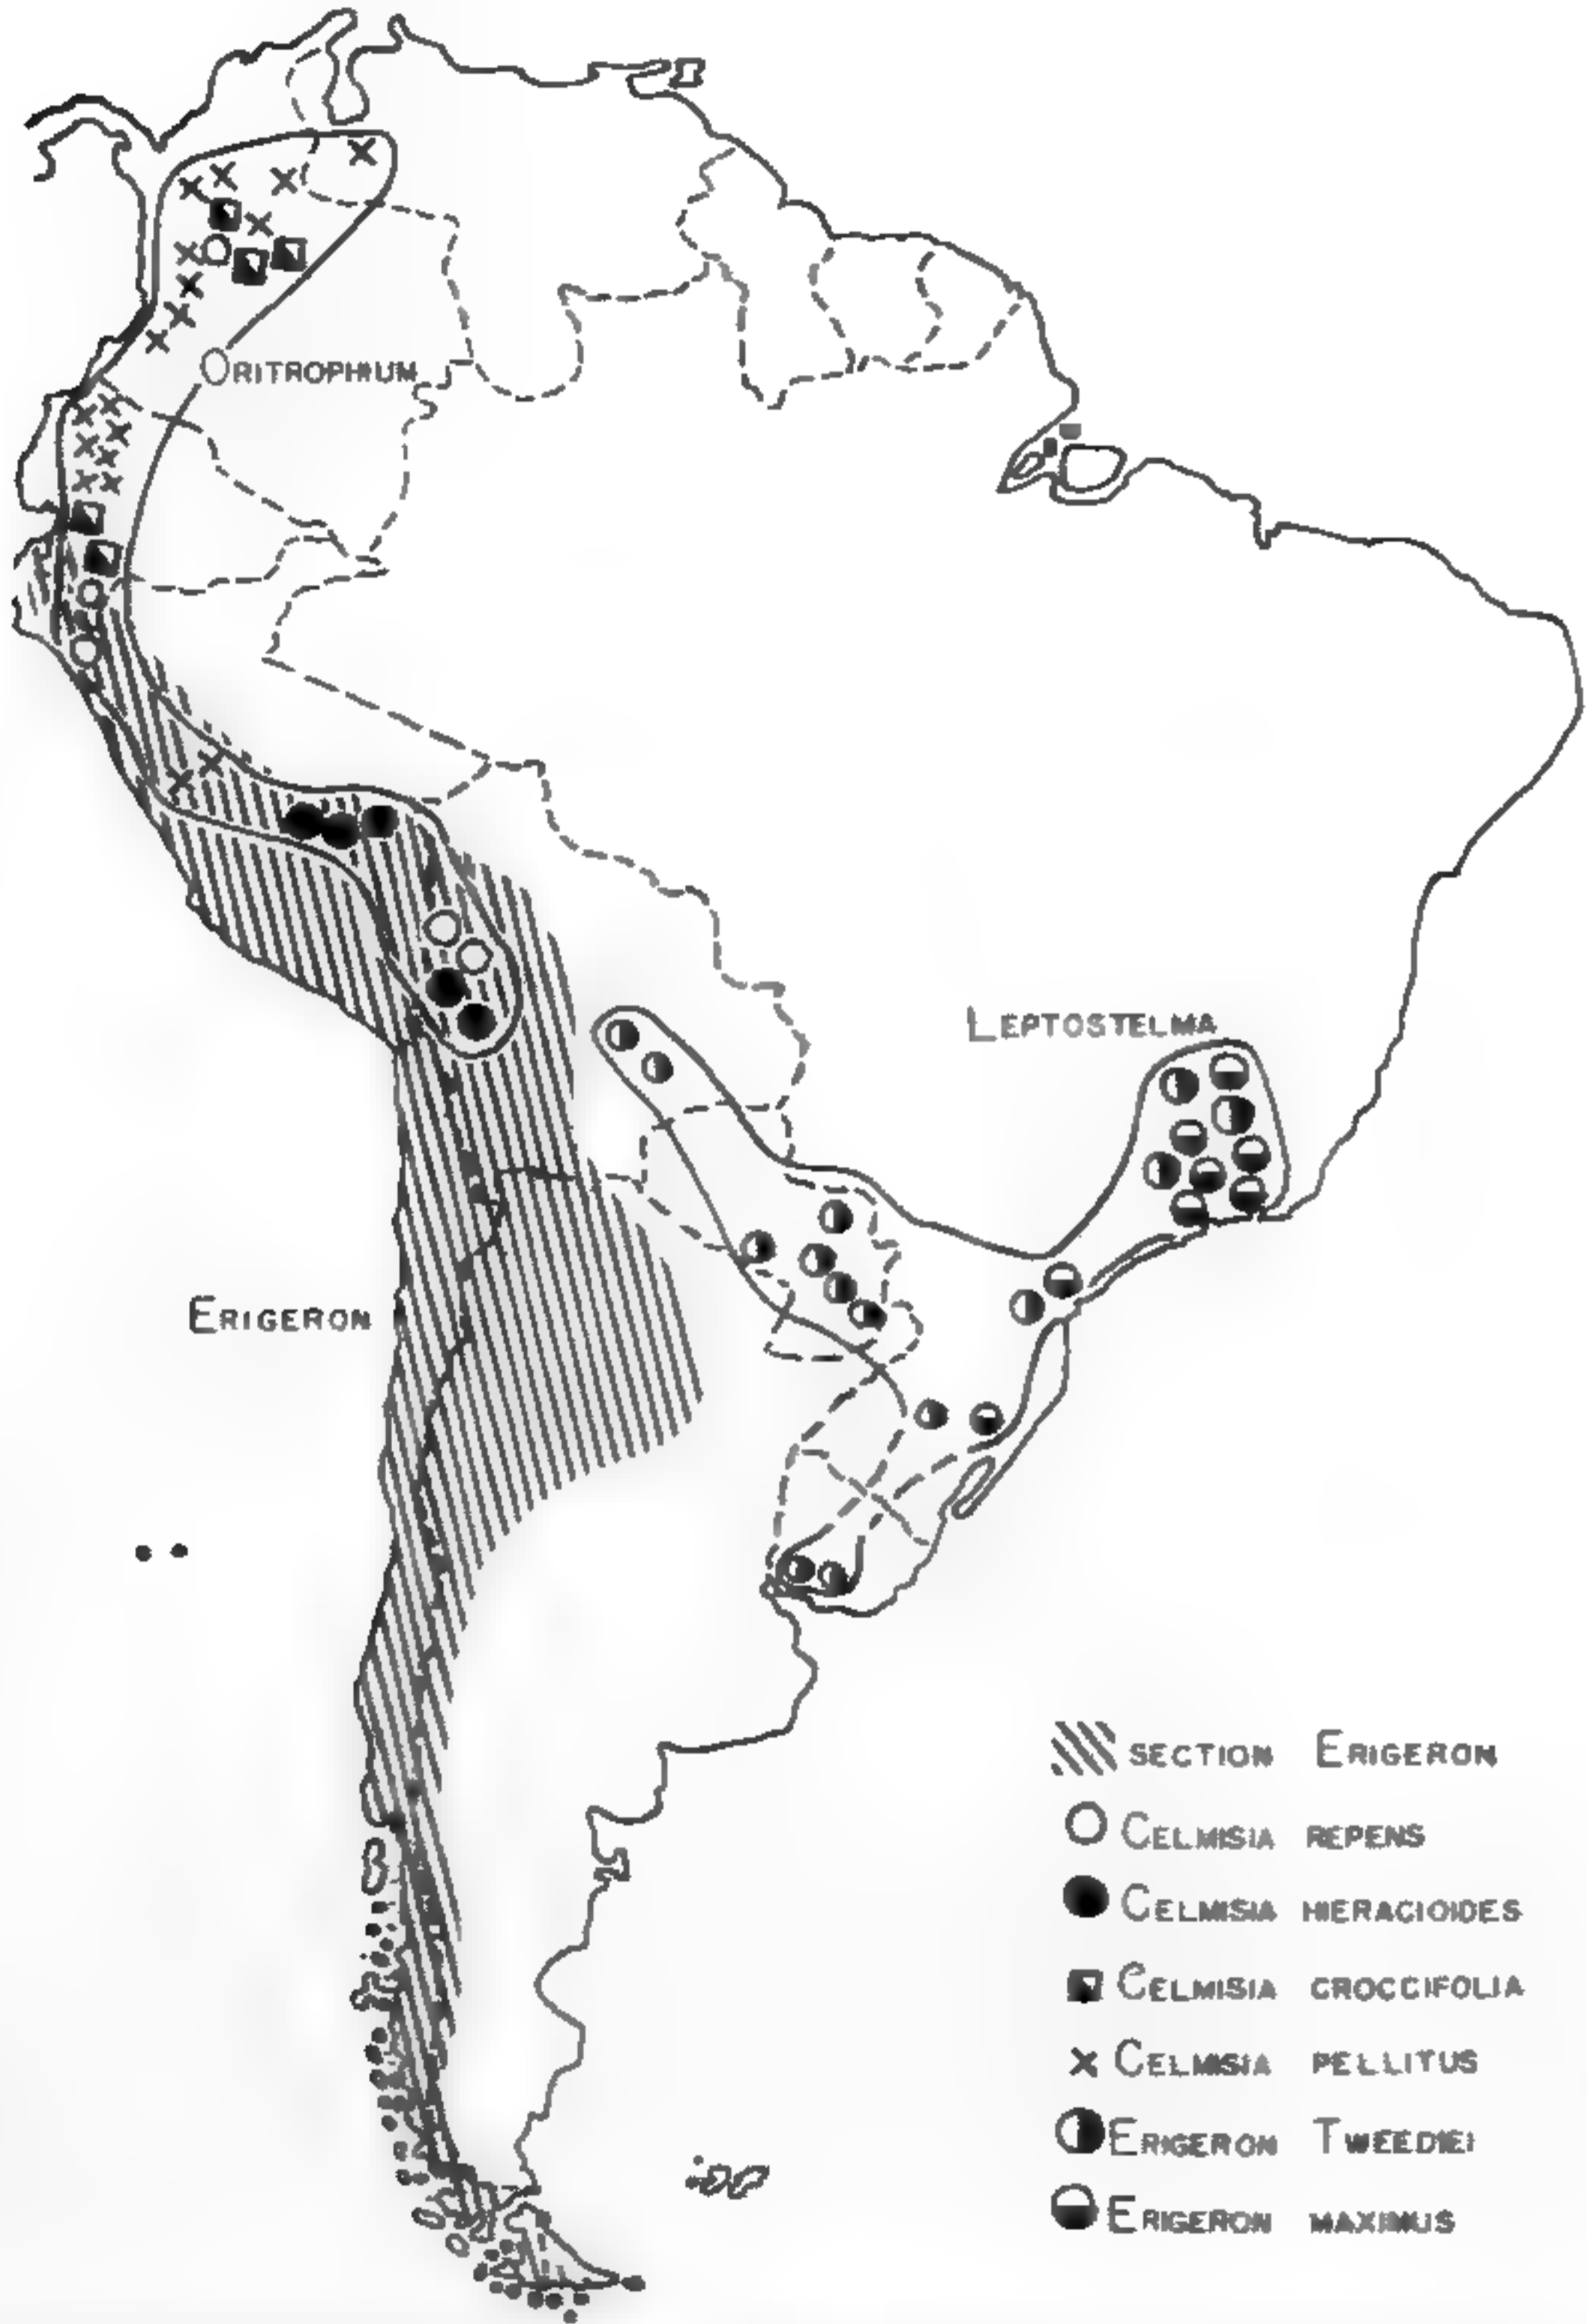 ORITROPHIUM
LEPTOSTELMA
ERIGERON
SECTION ERIGERON
CELMISIA REPENS
CELMISIA HIERACIOIDES
CELMISIA CROCCIFOLIA
CELMISIA PELLITUS
ERIGERON TWEEDIEI
ERIGERON MAXIMUS